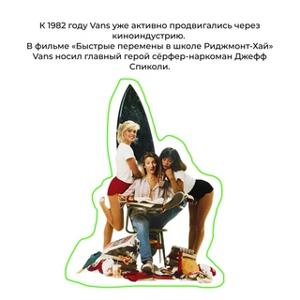 К 1982 году Vans уже активно продвигались через
киноиндустрию.
В фильме «Быстрые перемены в школе Риджмонт-Хай»
Vans носил главный герой сёрфер-наркоман Джефф
Спиколи.